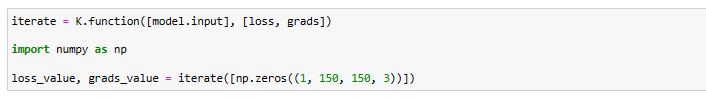 iterate = K.function([model.input], [loss, grads])
import numpy as np
loss_value, grads_value = iterate([np.zeros((1, 150, 150, 3))])